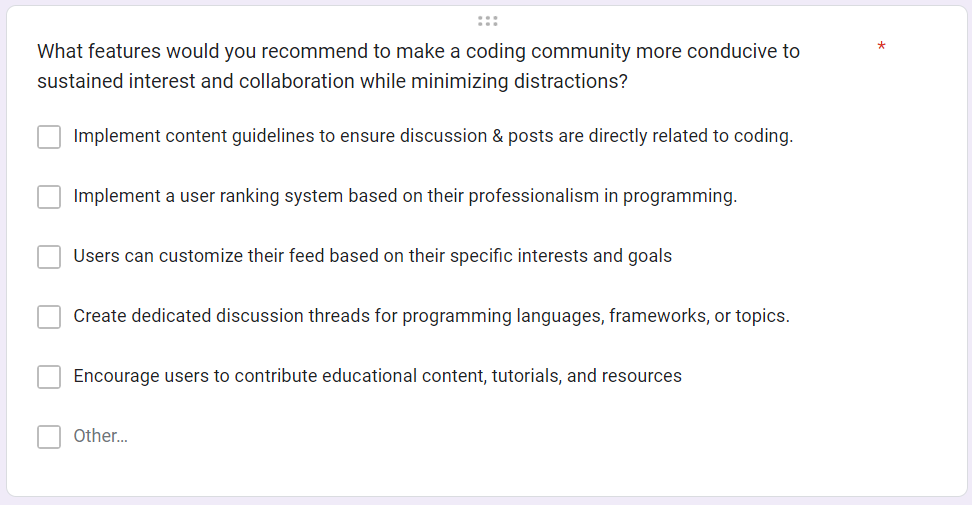 What features would you recommend to make a coding community more conducive to *
sustained interest and collaboration while minimizing distractions?
Implement content guidelines to ensure discussion & posts are directly related to coding.
Implement a user ranking system based on their professionalism in programming.
Users can customize their feed based on their specific interests and goals
Create dedicated discussion threads for programming languages, frameworks, or topics.
Encourage users to contribute educational content, tutorials, and resources
Other...